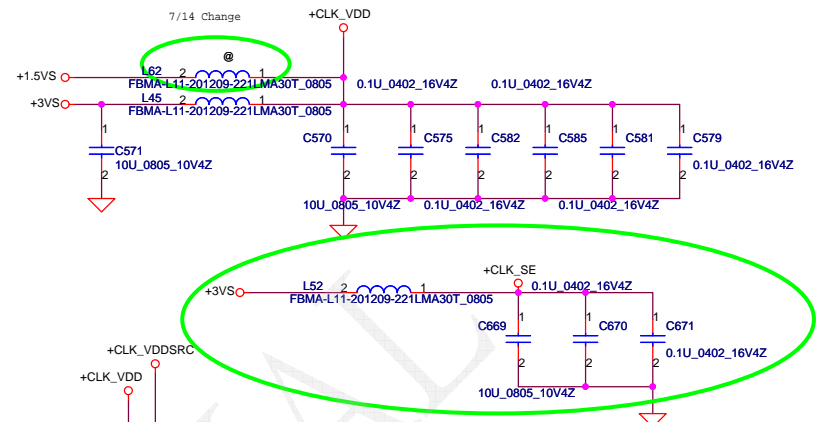 7/14 Change
+CLK_VDD
@
+1.5VS
L62 2 1
FBMA-L11-201209-221LMA30T_0805
0.1U_0402_16V4Z 0.1U_0402_16V4Z
+3VS
L45 2 1
FBMA-L11-201209-221LMA30T_0805
1 1 1 1 1 1 1
C571 C570 C575 C582 C585 C581 C579
10U_0805_10V4Z 0.1U_0402_16V4Z
2 2 2 2 2 2 2
10U_0805_10V4Z 0.1U_0402_16V4Z 0.1U_0402_16V4Z
+CLK_SE
+3VS L52 2 1 0.1U_0402_16V4Z
FBMA-L11-201209-221LMA30T_0805
1 1 1
C669 C670 C671
0.1U_0402_16V4Z
2 2 2
10U_0805_10V4Z
+CLK_VDDSRC
+CLK_VDD